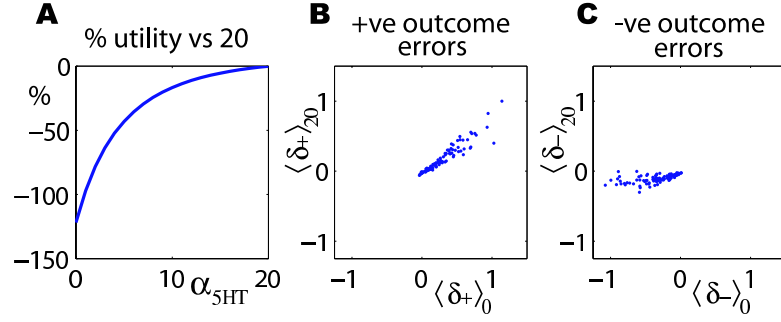 A
% utility vs 20
0
%
−50
−100
−150
0
10
20
α5HT
B
+ve outcome
errors
⟨δ+⟩20
1
0
−1
−1
0
1
⟨δ+⟩0
C
-ve outcome
errors
⟨δ−⟩20
1
0
−1
−1
0
1
⟨δ−⟩0